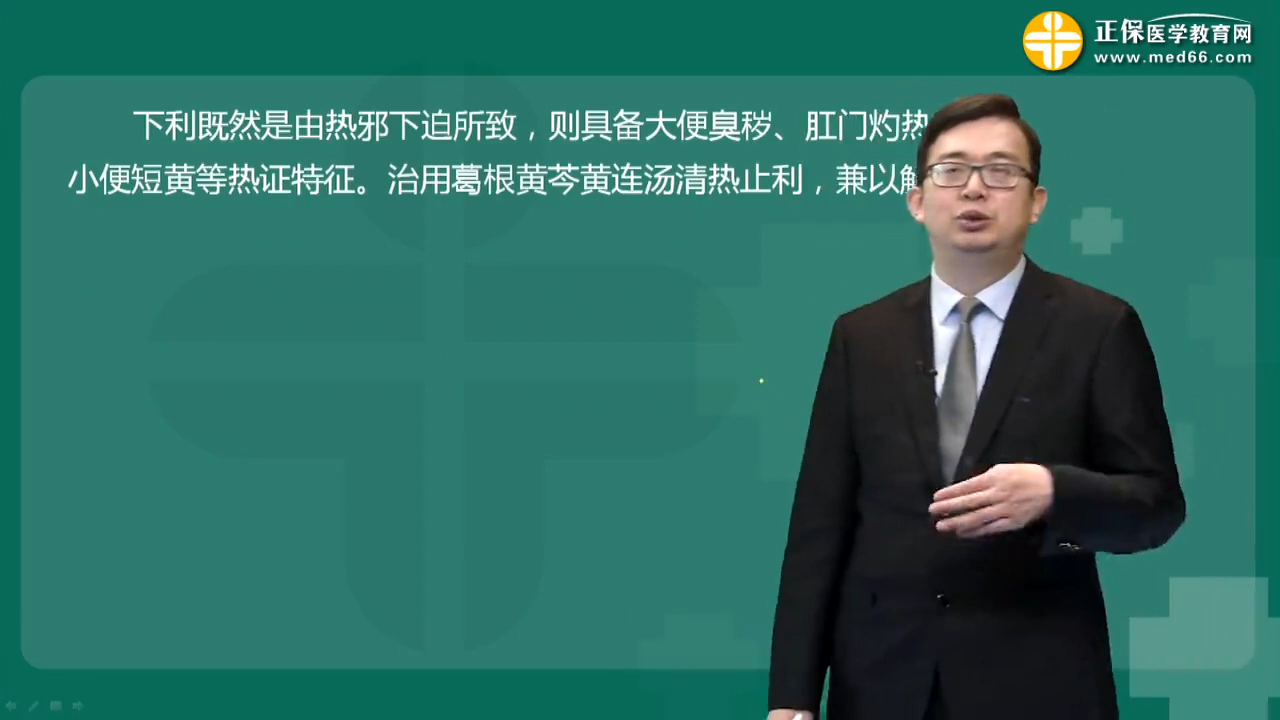 正保医学教育网
www.med66.com
下利既然是由热邪下迫所致，则具备大便臭秽、肛门灼热
小便短黄等热证特征。治用葛根黄芩黄连汤清热止利，兼以